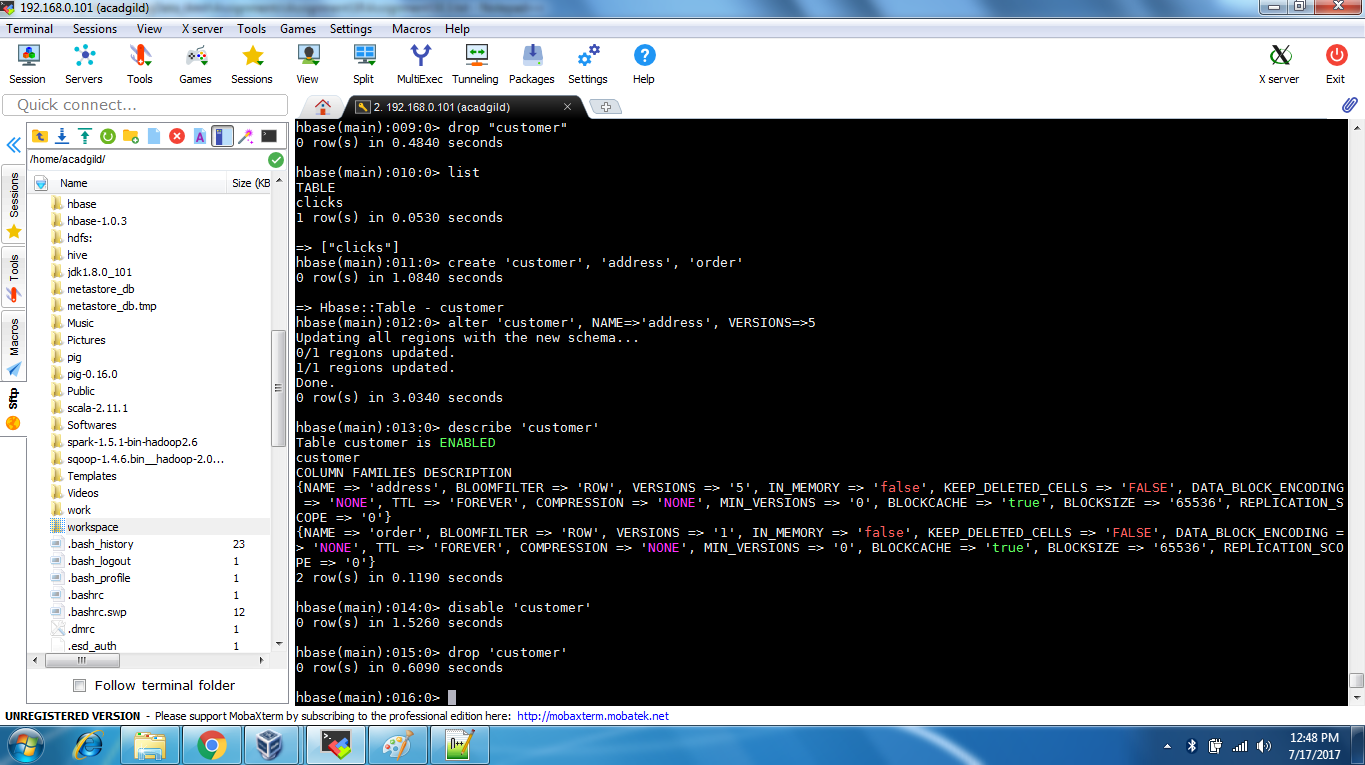 192.168.0.101 (acadgild)
Terminal Sessions View X server Tools Games Settings Macros Help
Session Servers Tools Games Sessions View Split MultiExec Tunneling Packages Settings Help X server Exit
Quick connect...
2. 192.168.0.101 (acadgild)
/home/acadgild/
Name Size (KB
Sessions
Tools
Macros
Sftp
hbase
hbase-1.0.3
hdfs:
hive
jdk1.8.0_101
metastore_db
metastore_db.tmp
Music
Pictures
pig
pig-0.16.0
Public
scala-2.11.1
Softwares
spark-1.5.1-bin-hadoop2.6
sqoop-1.4.6.bin__hadoop-2.0...
Templates
Videos
work
workspace
.bash_history 23
.bash_logout 1
.bash_profile 1
.bashrc 1
.bashrc.swp 12
.dmrc 1
.esd_auth 1
Follow terminal folder
hbase(main):009:0> drop "customer"
0 row(s) in 0.4840 seconds
hbase(main):010:0> list
TABLE
clicks
1 row(s) in 0.0530 seconds
=> ["clicks"]
hbase(main):011:0> create 'customer', 'address', 'order'
0 row(s) in 1.0840 seconds
=> Hbase::Table - customer
hbase(main):012:0> alter 'customer', NAME=>'address', VERSIONS=>5
Updating all regions with the new schema...
0/1 regions updated.
1/1 regions updated.
Done.
0 row(s) in 3.0340 seconds
hbase(main):013:0> describe 'customer'
Table customer is ENABLED
customer
COLUMN FAMILIES DESCRIPTION
{NAME => 'address', BLOOMFILTER => 'ROW', VERSIONS => '5', IN_MEMORY => 'false', KEEP_DELETED_CELLS => 'FALSE', DATA_BLOCK_ENCODING
=> 'NONE', TTL => 'FOREVER', COMPRESSION => 'NONE', MIN_VERSIONS => '0', BLOCKCACHE => 'true', BLOCKSIZE => '65536', REPLICATION_S
COPE => '0'}
{NAME => 'order', BLOOMFILTER => 'ROW', VERSIONS => '1', IN_MEMORY => 'false', KEEP_DELETED_CELLS => 'FALSE', DATA_BLOCK_ENCODING =
> 'NONE', TTL => 'FOREVER', COMPRESSION => 'NONE', MIN_VERSIONS => '0', BLOCKCACHE => 'true', BLOCKSIZE => '65536', REPLICATION_SCO
PE => '0'}
2 row(s) in 0.1190 seconds
hbase(main):014:0> disable 'customer'
0 row(s) in 1.5260 seconds
hbase(main):015:0> drop 'customer'
0 row(s) in 0.6090 seconds
hbase(main):016:0>
UNREGISTERED VERSION - Please support MobaXterm by subscribing to the professional edition here: http://mobaxterm.mobatek.net
12:48 PM
7/17/2017